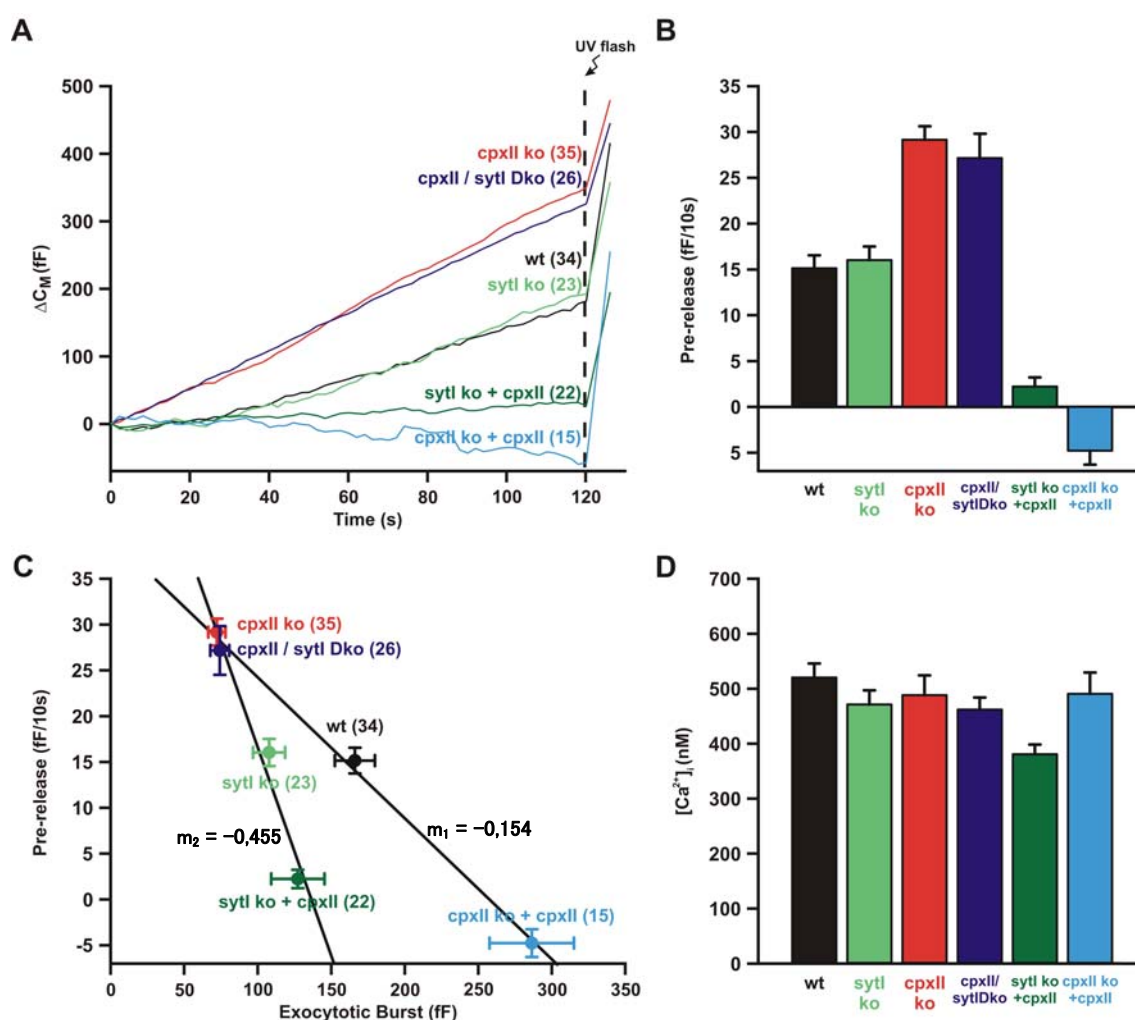 A
UV flash
500
400
300
200
100
0
ΔCM (fF)
cpxII ko (35)
cpxII / sytI Dko (26)
wt (34)
sytI ko (23)
sytI ko + cpxII (22)
cpxII ko + cpxII (15)
0 20 40 60 80 100 120
Time (s)
B
35
30
25
20
15
10
5
0
5
Pre-release (fF/10s)
wt
sytI ko
cpxII ko
cpxII/ sytIDko
sytI ko +cpxII
cpxII ko +cpxII
C
35
30
25
20
15
10
5
0
-5
Pre-release (fF/10s)
cpxII ko (35)
cpxII / sytI Dko (26)
wt (34)
sytI ko (23)
m₂ = −0,455
m₁ = −0,154
sytI ko + cpxII (22)
cpxII ko + cpxII (15)
0 50 100 150 200 250 300 350
Exocytotic Burst (fF)
D
700
600
500
400
300
200
100
0
[Ca²⁺]i (nM)
wt
sytI ko
cpxII ko
cpxII/ sytIDko
sytI ko +cpxII
cpxII ko +cpxII